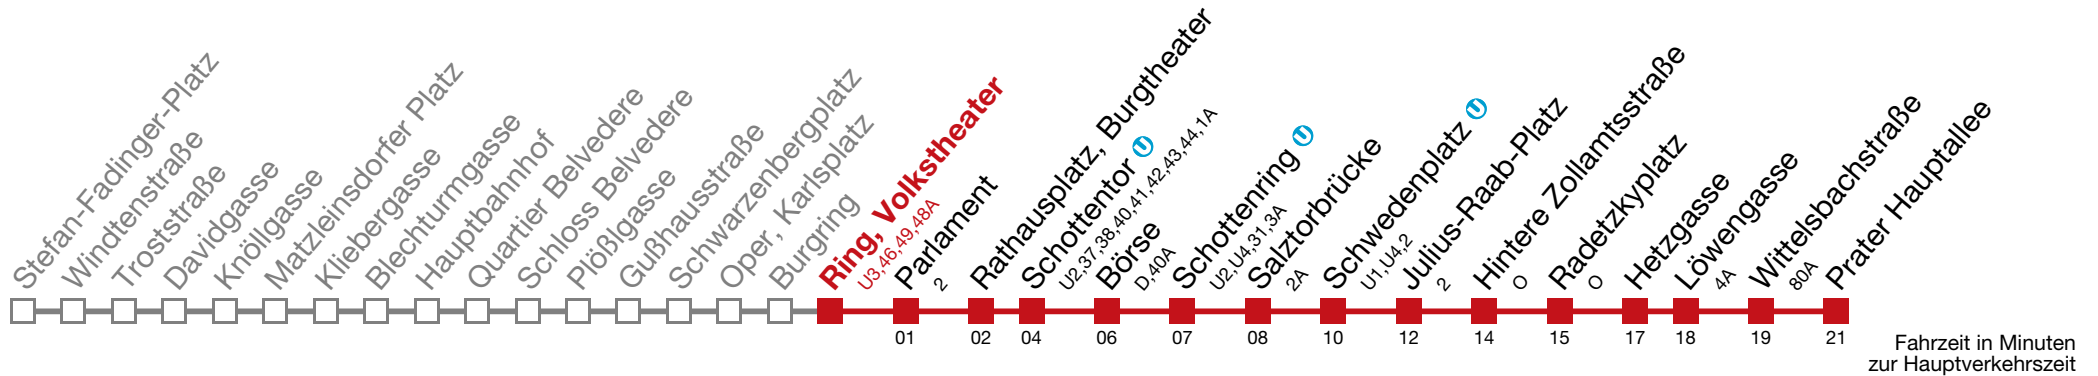 Stefan-Fadinger-Platz
Windtenstraße
Troststraße
Davidgasse
Knöllgasse
Matzleinsdorfer Platz
Kliebergasse
Blechturmgasse
Hauptbahnhof
Quartier Belvedere
Schloss Belvedere
Plößlgasse
Gußhausstraße
Schwarzenbergplatz
Oper, Karlsplatz
Burgring
Ring, Volkstheater
U3,46,49,48A
Parlament
2
Rathausplatz, Burgtheater
Schottentor U
U2,37,38,40,41,42,43,44,1A
Börse
D,40A
Schottenring U
U2,U4,31,3A
Salztorbrücke
2A
Schwedenplatz U
U1,U4,2
Julius-Raab-Platz
2
Hintere Zollamtsstraße
O
Radetzkyplatz
O
Hetzgasse
Löwengasse
4A
Wittelsbachstraße
80A
Prater Hauptallee
01 02 04 06 07 08 10 12 14 15 17 18 19 21
Fahrzeit in Minuten
zur Hauptverkehrszeit